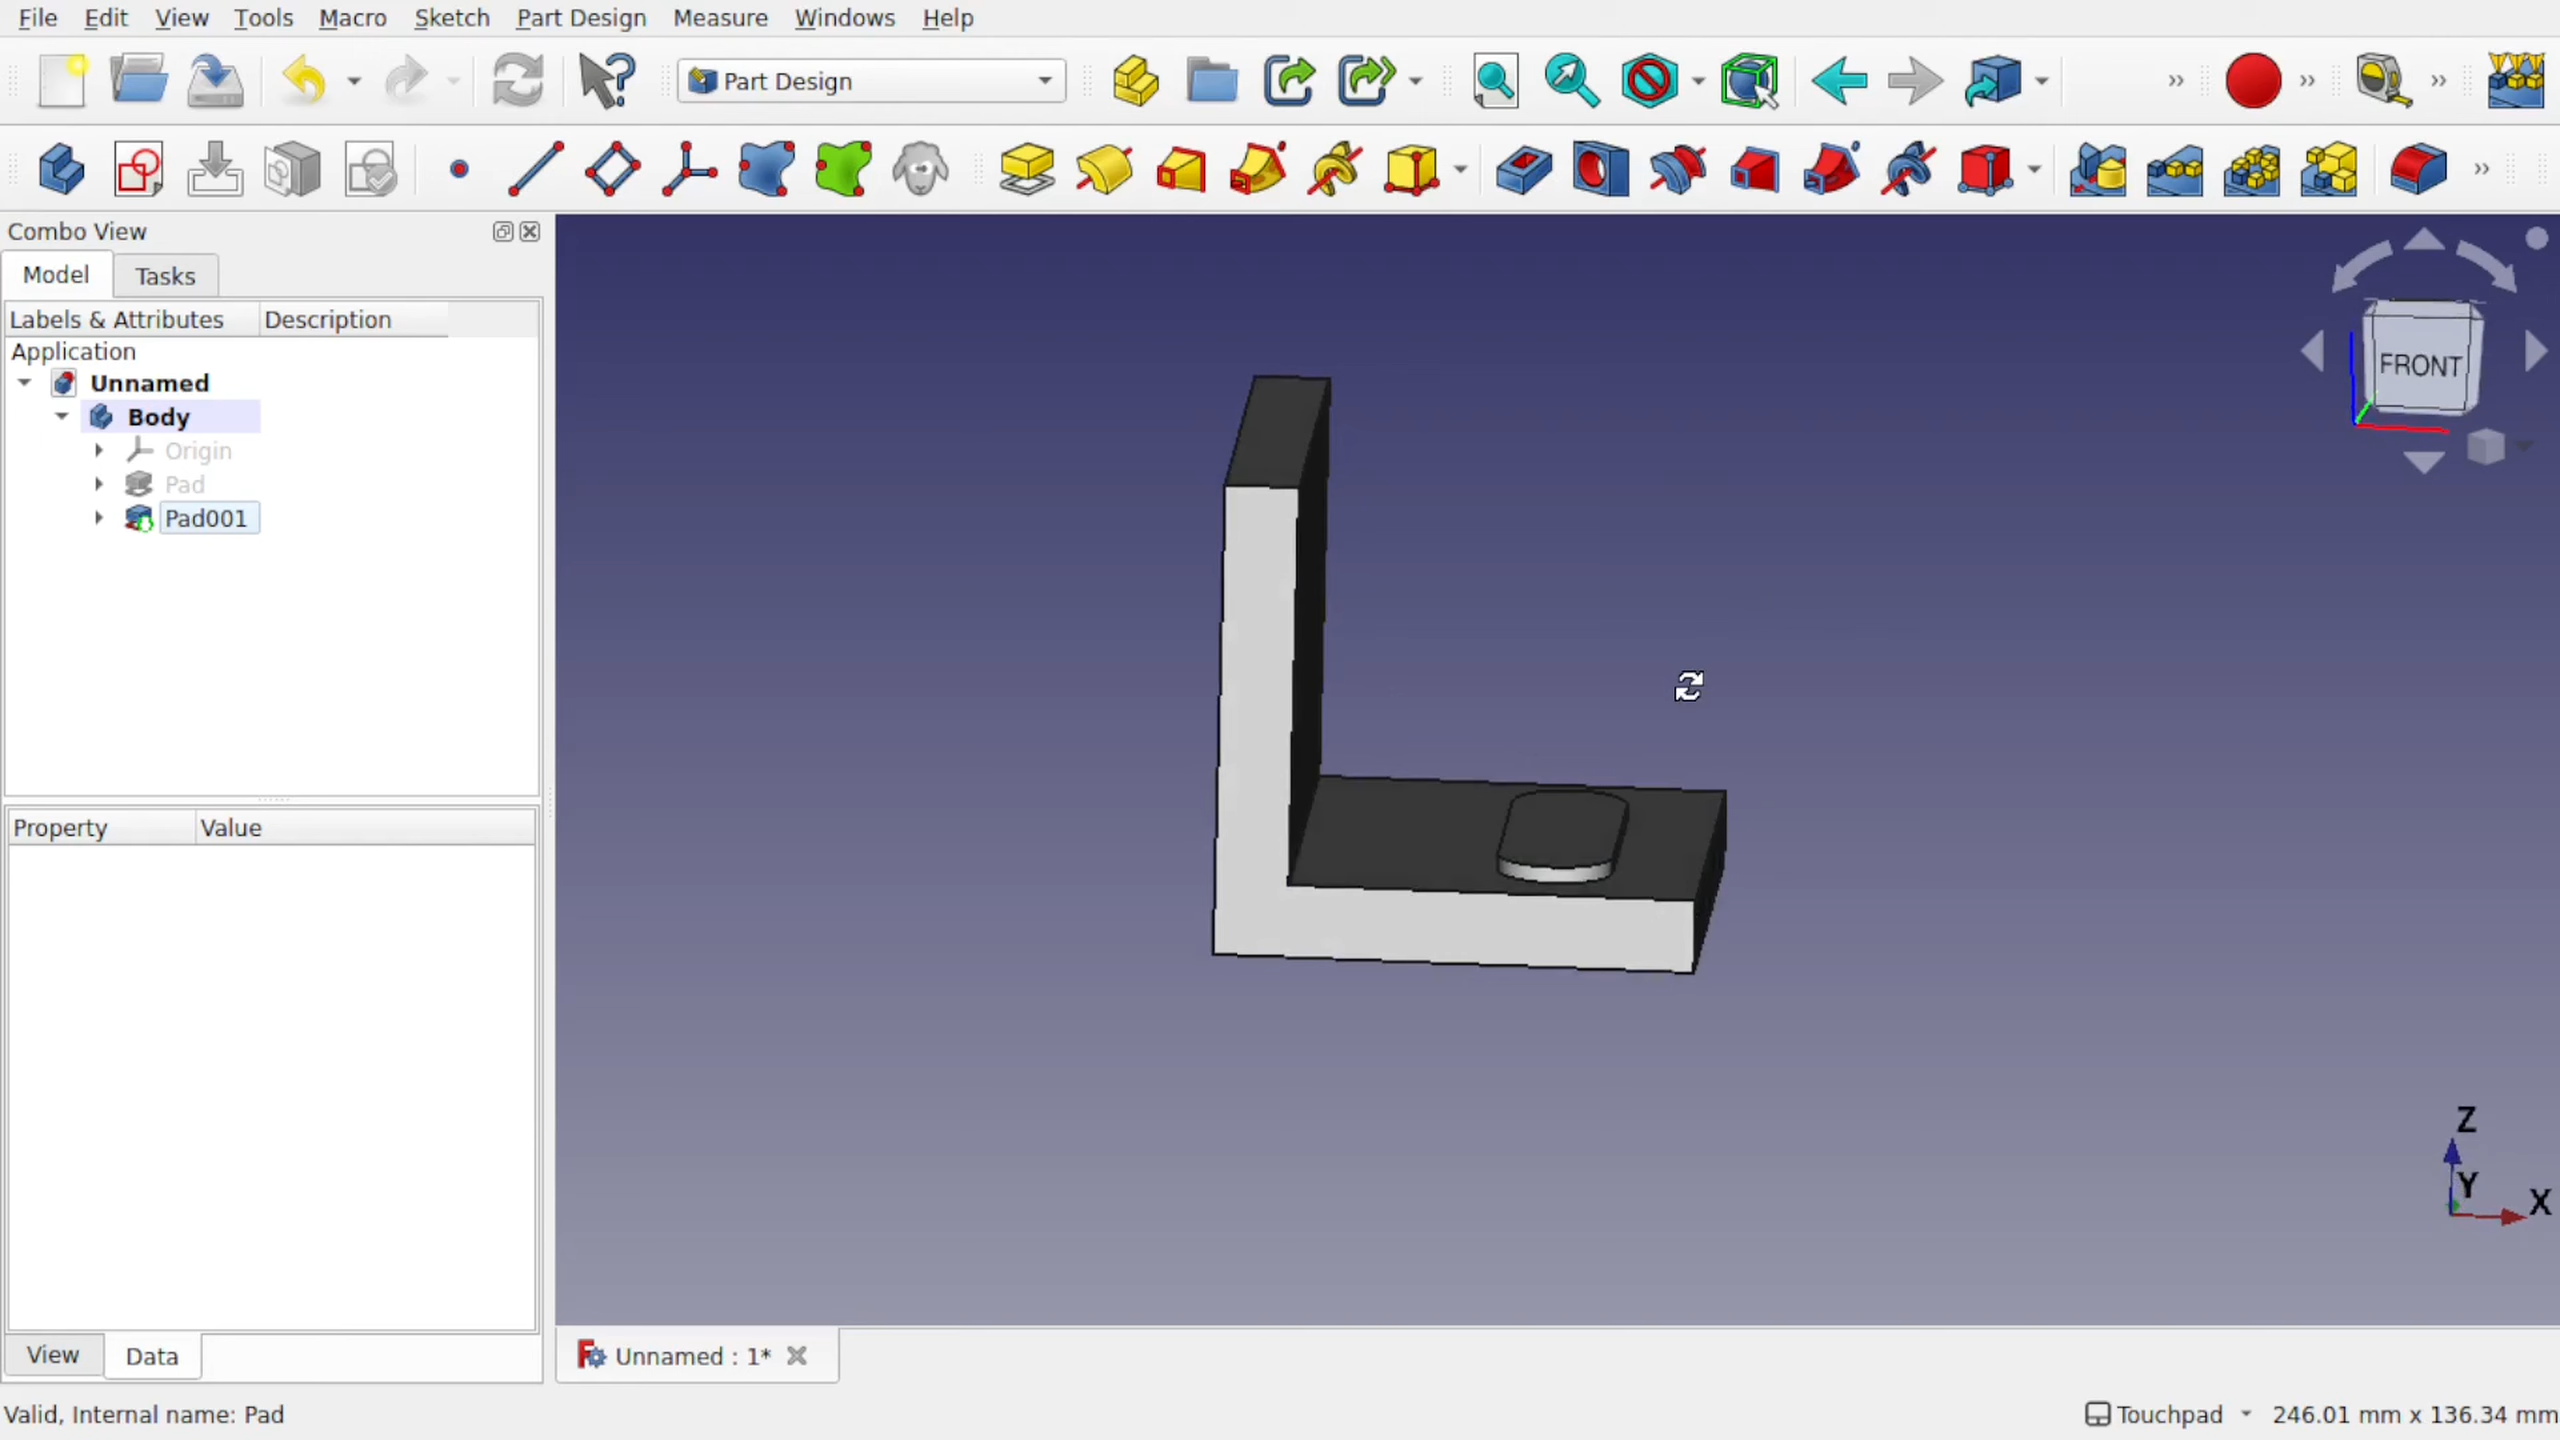 File Edit View Tools Macro Sketch Part Design Measure Windows Help
Part Design
Combo View
Model Tasks
Labels & Attributes Description
Application
Unnamed
Body
Origin
Pad
Pad001
FRONT
Z
Y
X
Property Value
View Data
Unnamed : 1*
Valid, Internal name: Pad
Touchpad 246.01 mm x 136.34 mm